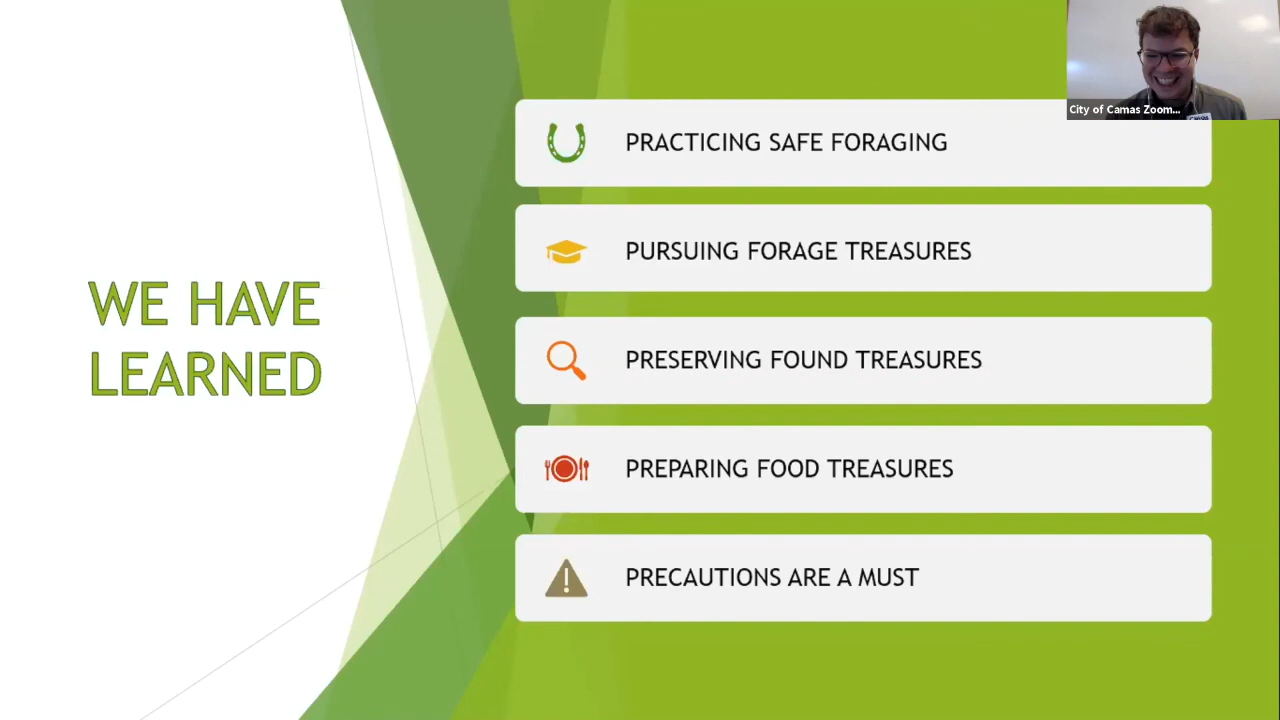 City of Camas Zoom...
PRACTICING SAFE FORAGING
PURSUING FORAGE TREASURES
WE HAVE
LEARNED
PRESERVING FOUND TREASURES
PREPARING FOOD TREASURES
PRECAUTIONS ARE A MUST